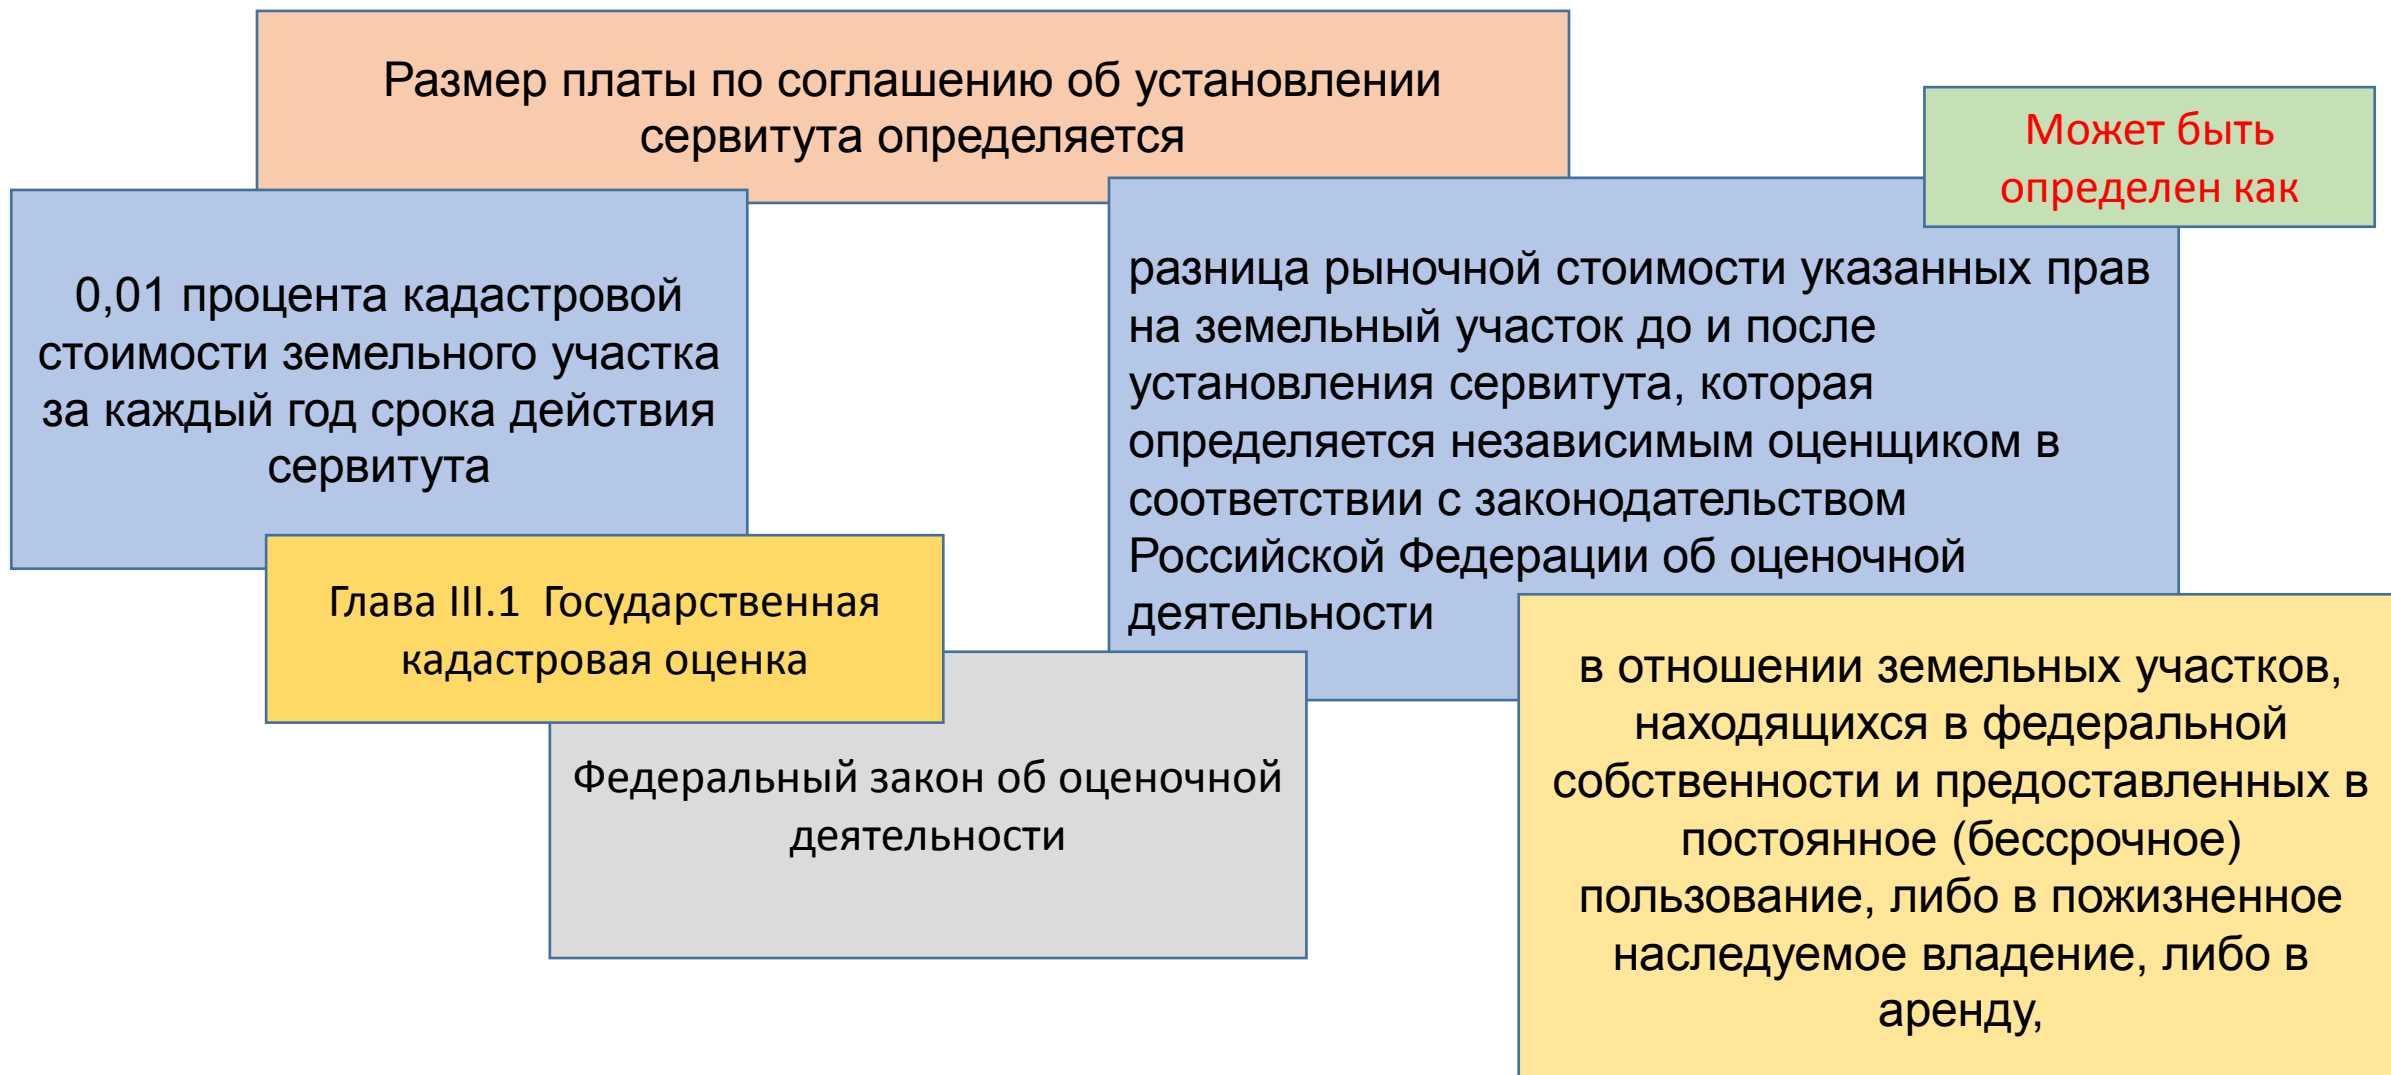 Размер платы по соглашению об установлении
сервитута определяется
Может быть
определен как
0,01 процента кадастровой
стоимости земельного участка
за каждый год срока действия
сервитута
разница рыночной стоимости указанных прав
на земельный участок до и после
установления сервитута, которая
определяется независимым оценщиком в
соответствии с законодательством
Российской Федерации об оценочной
деятельности
Глава III.1 Государственная
кадастровая оценка
Федеральный закон об оценочной
деятельности
в отношении земельных участков,
находящихся в федеральной
собственности и предоставленных в
постоянное (бессрочное)
пользование, либо в пожизненное
наследуемое владение, либо в
аренду,